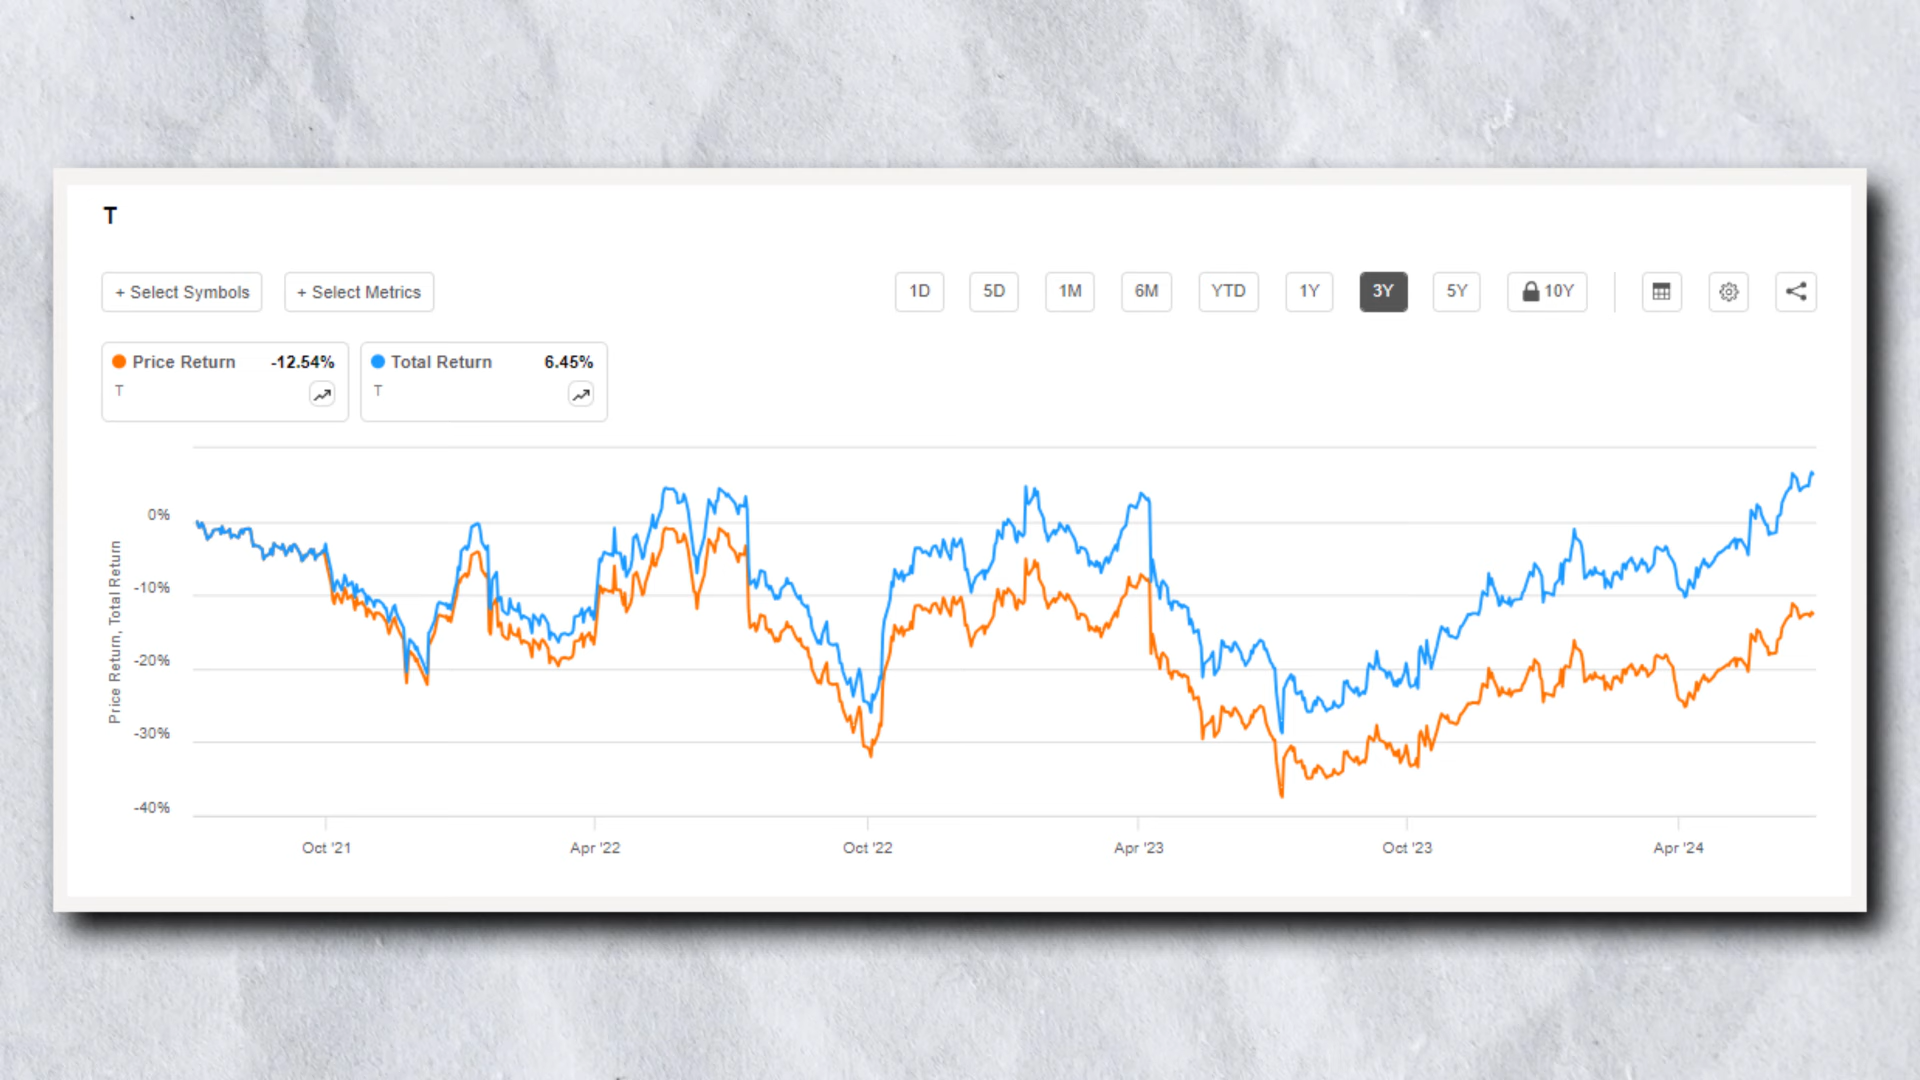 T
+ Select Symbols + Select Metrics 1D 5D 1M 6M YTD 1Y 3Y 5Y 10Y
Price Return -12.54% Total Return 6.45%
T T
Price Return, Total Return
0%
-10%
-20%
-30%
-40%
Oct '21 Apr '22 Oct '22 Apr '23 Oct '23 Apr '24